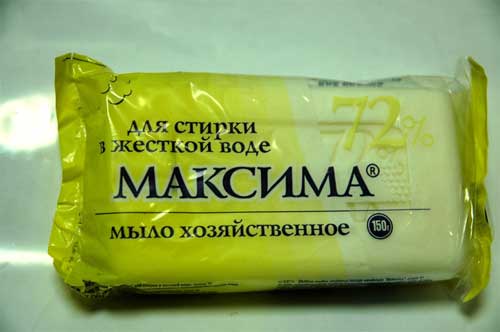 72%
для стирки
в жесткой воде
МАКСИМА®
мыло хозяйственное
150г